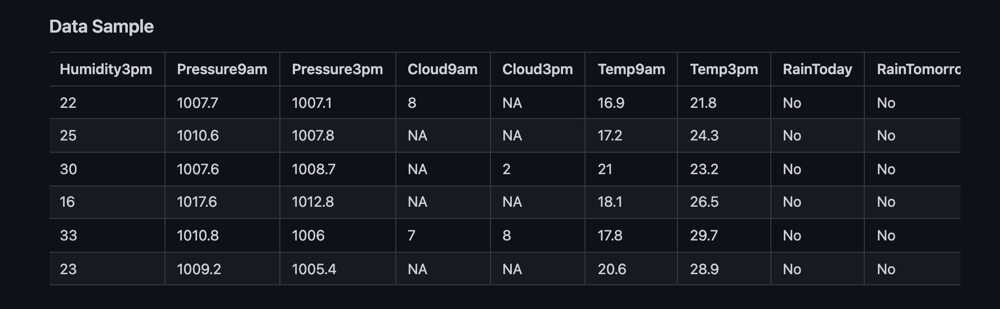 Data Sample
Humidity3pm Pressure9am Pressure3pm Cloud9am Cloud3pm Temp9am Temp3pm RainToday RainTomorro
22 1007.7 1007.1 8 NA 16.9 21.8 No No
25 1010.6 1007.8 NA NA 17.2 24.3 No No
30 1007.6 1008.7 NA 2 21 23.2 No No
16 1017.6 1012.8 NA NA 18.1 26.5 No No
33 1010.8 1006 7 8 17.8 29.7 No No
23 1009.2 1005.4 NA NA 20.6 28.9 No No